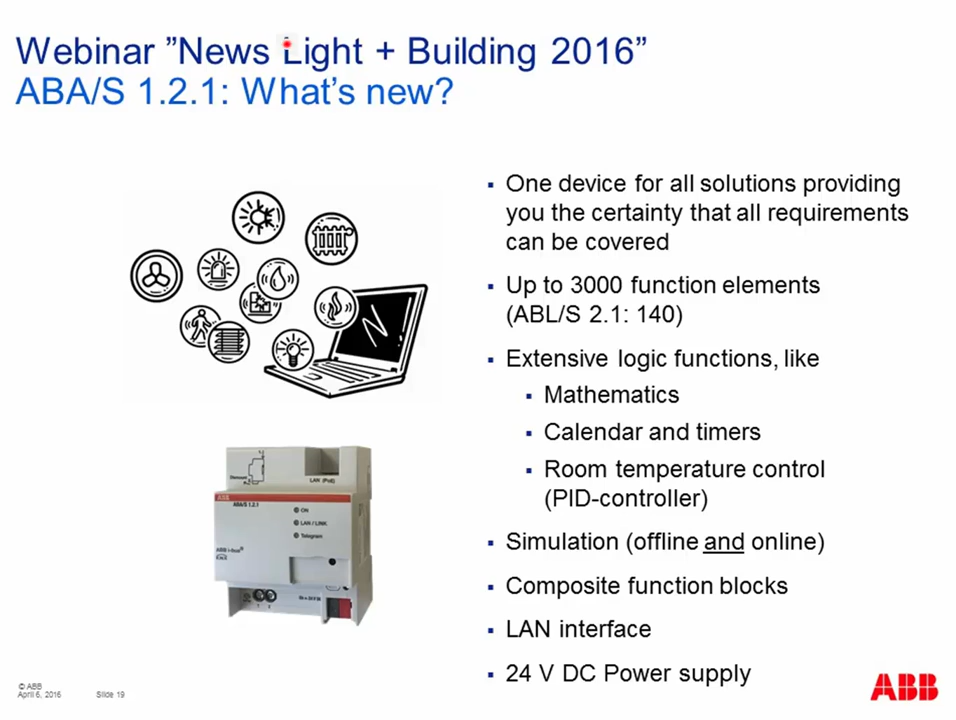 Webinar ”News Light + Building 2016”
ABA/S 1.2.1: What’s new?
▪ One device for all solutions providing
you the certainty that all requirements
can be covered
▪ Up to 3000 function elements
(ABL/S 2.1: 140)
▪ Extensive logic functions, like
▪ Mathematics
▪ Calendar and timers
▪ Room temperature control
(PID-controller)
▪ Simulation (offline and online)
▪ Composite function blocks
▪ LAN interface
▪ 24 V DC Power supply
N
LAN (PoE)
ABB
ABA/S 1.2.1
ON
LAN / LINK
Telegram
ABB i-bus®
© ABB
April 6, 2016
Slide 19
ABB